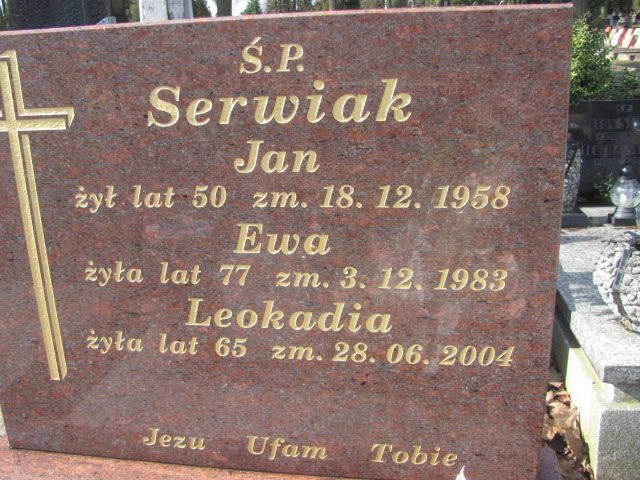 Ś.P.
Serwiak
Jan
żył lat 50 zm. 18. 12. 1958
Ewa
żyła lat 77 zm. 3. 12. 1983
Leokadia
żyła lat 65 zm. 28. 06. 2004
Jezu Ufam Tobie